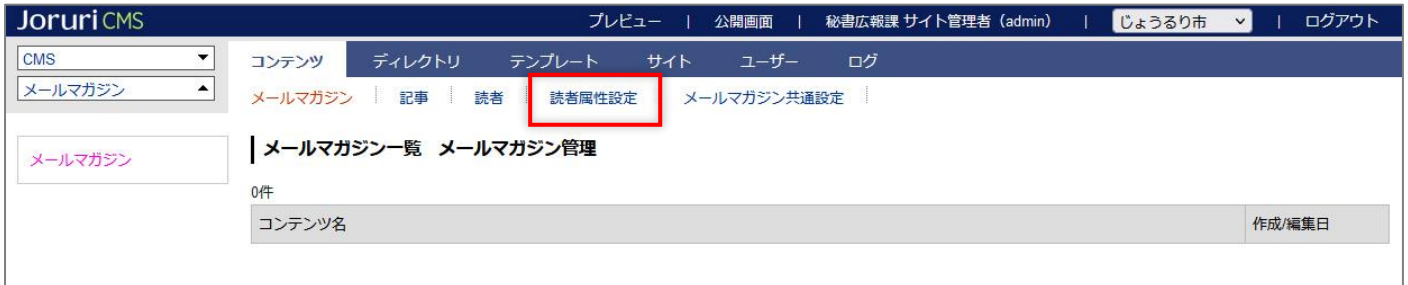 Joruri CMS プレビュー | 公開画面 | 秘書広報課 サイト管理者（admin） | じょうるり市 | ログアウト
CMS
コンテンツ ディレクトリ テンプレート サイト ユーザー ログ
メールマガジン
メールマガジン 記事 読者 読者属性設定 メールマガジン共通設定
メールマガジン
メールマガジン一覧 メールマガジン管理
0件
コンテンツ名 作成/編集日